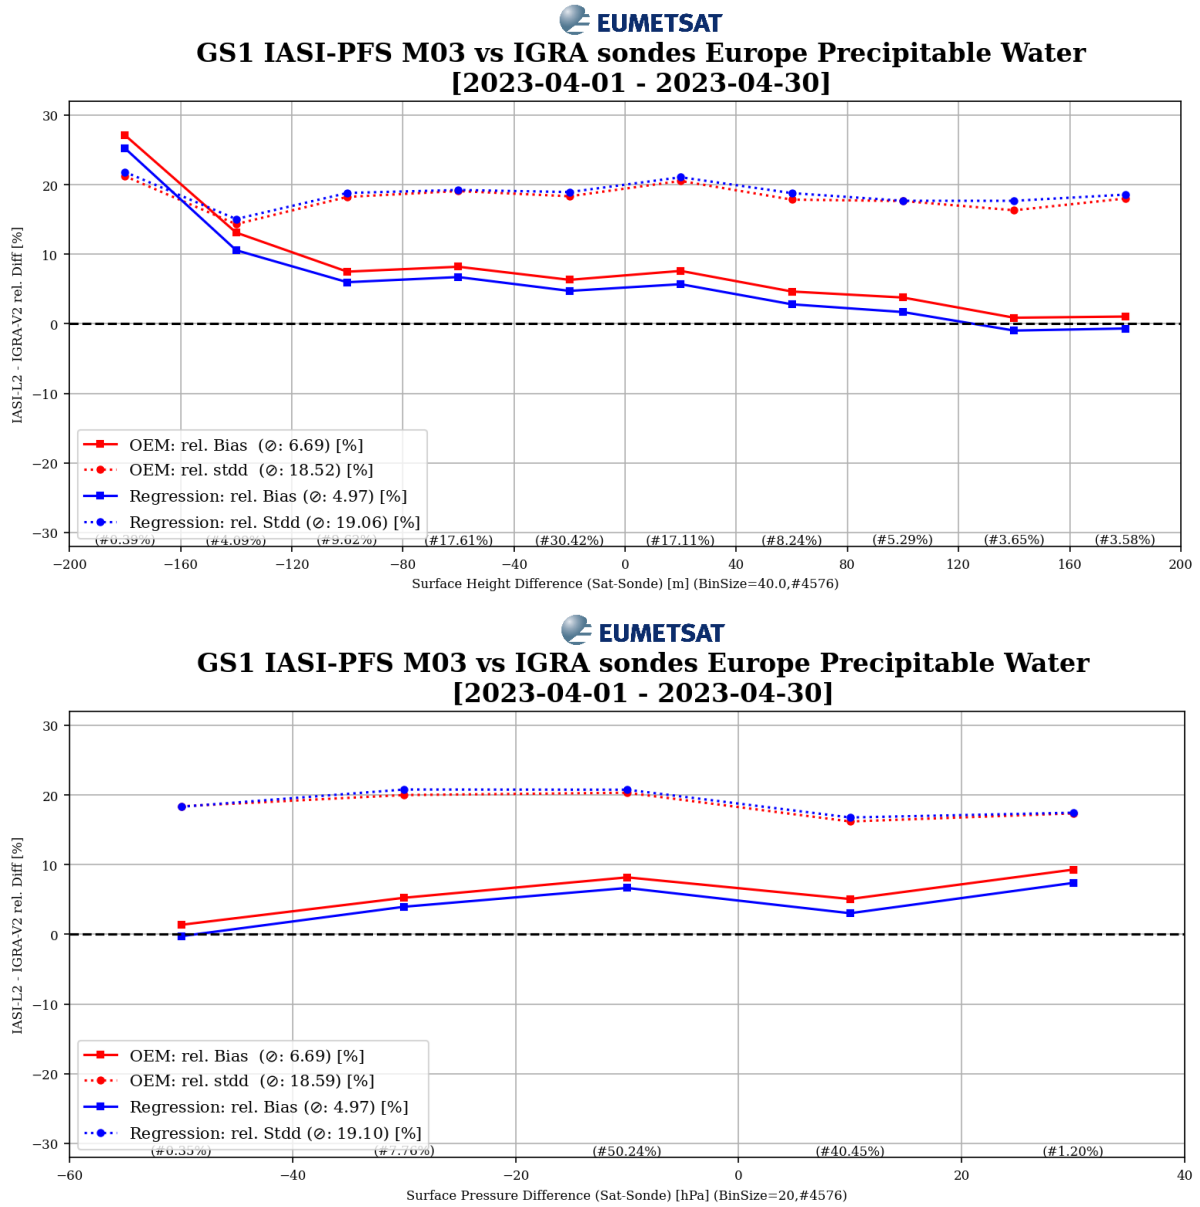 EUMETSAT
GS1 IASI-PFS M03 vs IGRA sondes Europe Precipitable Water
[2023-04-01 - 2023-04-30]
IASI-L2 - IGRA-V2 rel. Diff [%]
30
20
10
0
−10
−20
−30
OEM: rel. Bias (⊘: 6.69) [%]
OEM: rel. stdd (⊘: 18.52) [%]
Regression: rel. Bias (⊘: 4.97) [%]
Regression: rel. Stdd (⊘: 19.06) [%]
(#0.39%) (#4.09%) (#9.62%) (#17.61%) (#30.42%) (#17.11%) (#8.24%) (#5.29%) (#3.65%) (#3.58%)
−200 −160 −120 −80 −40 0 40 80 120 160 200
Surface Height Difference (Sat-Sonde) [m] (BinSize=40.0,#4576)
EUMETSAT
GS1 IASI-PFS M03 vs IGRA sondes Europe Precipitable Water
[2023-04-01 - 2023-04-30]
IASI-L2 - IGRA-V2 rel. Diff [%]
30
20
10
0
−10
−20
−30
OEM: rel. Bias (⊘: 6.69) [%]
OEM: rel. stdd (⊘: 18.59) [%]
Regression: rel. Bias (⊘: 4.97) [%]
Regression: rel. Stdd (⊘: 19.10) [%]
(#0.35%) (#7.76%) (#50.24%) (#40.45%) (#1.20%)
−60 −40 −20 0 20 40
Surface Pressure Difference (Sat-Sonde) [hPa] (BinSize=20,#4576)